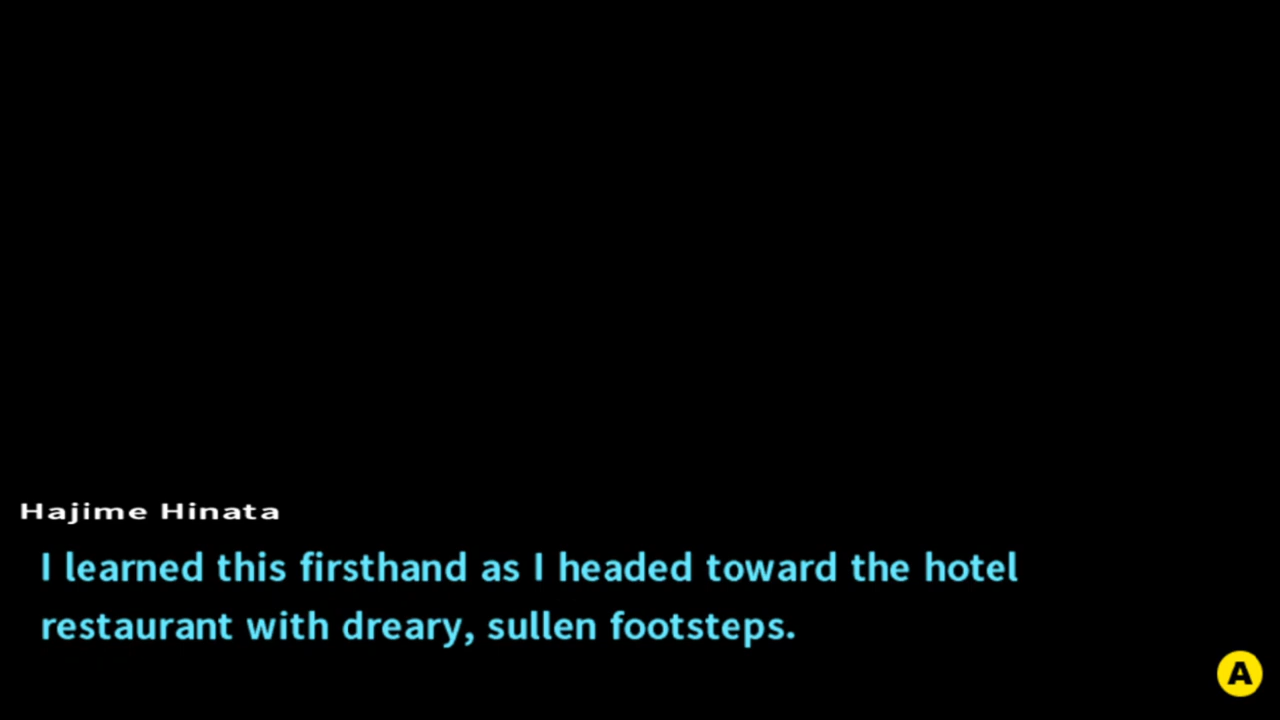 Hajime Hinata
I learned this firsthand as I headed toward the hotel
restaurant with dreary, sullen footsteps.
A